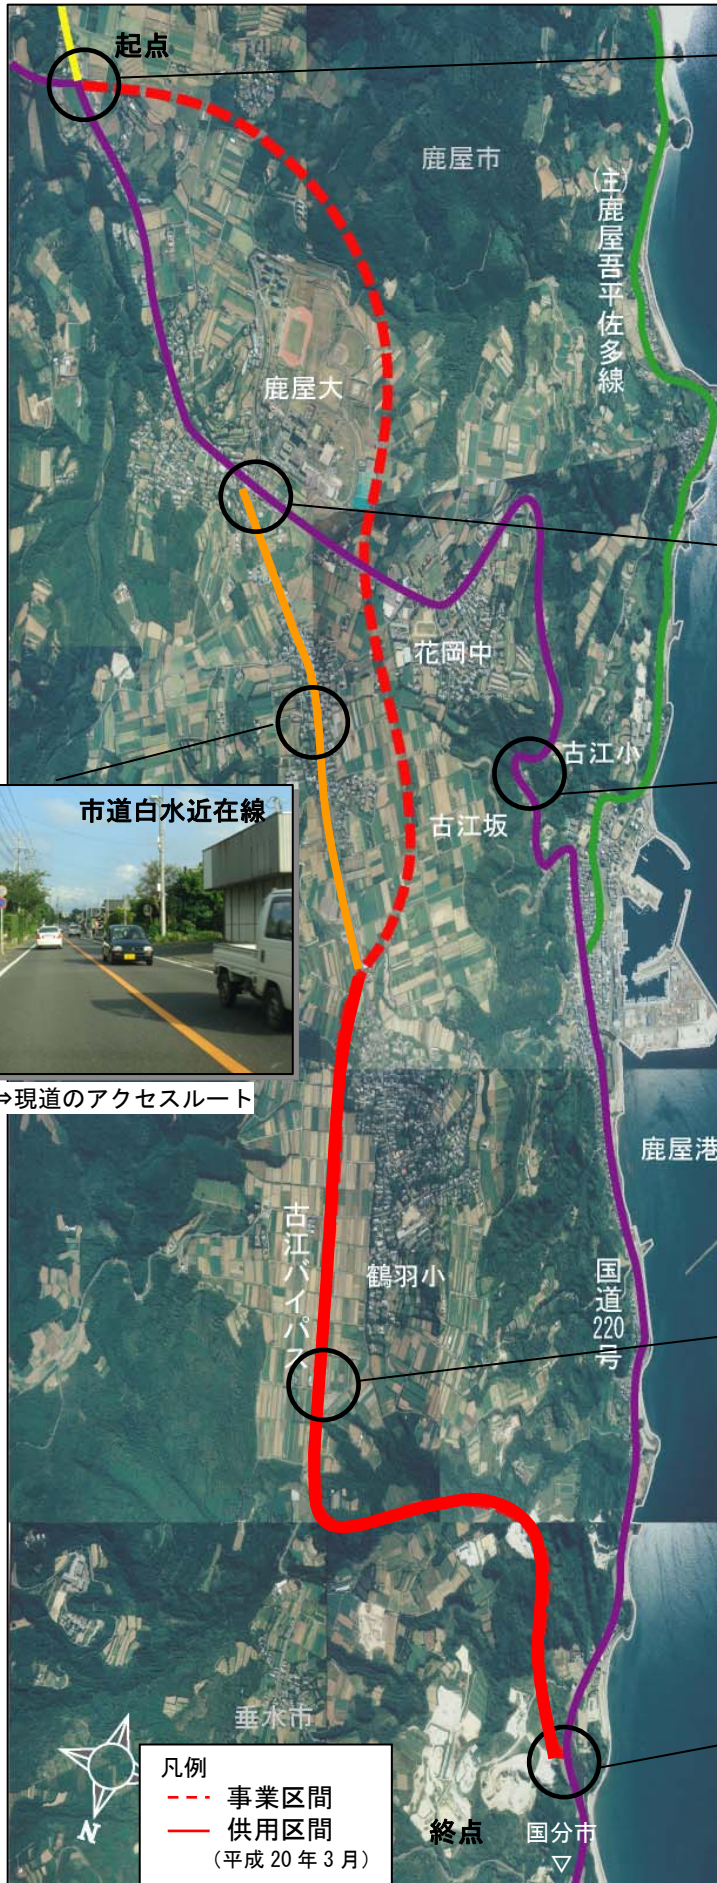 起点
鹿屋市
(主)鹿屋吾平佐多線
鹿屋大
花岡中
古江小
古江坂
市道白水近在線
⇒現道のアクセスルート
鹿屋港
古江バイパス
鶴羽小
国道220号
垂水市
N
凡例
事業区間
供用区間
(平成20年3月)
終点
国分市
▽